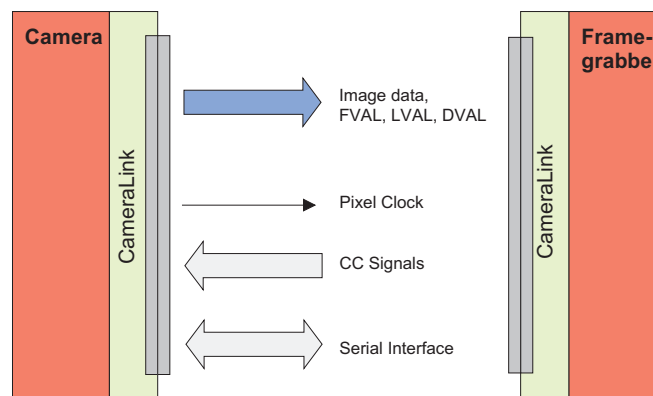 Camera
Frame-
grabbe
Image data,
FVAL, LVAL, DVAL
CameraLink
CameraLink
Pixel Clock
CC Signals
Serial Interface